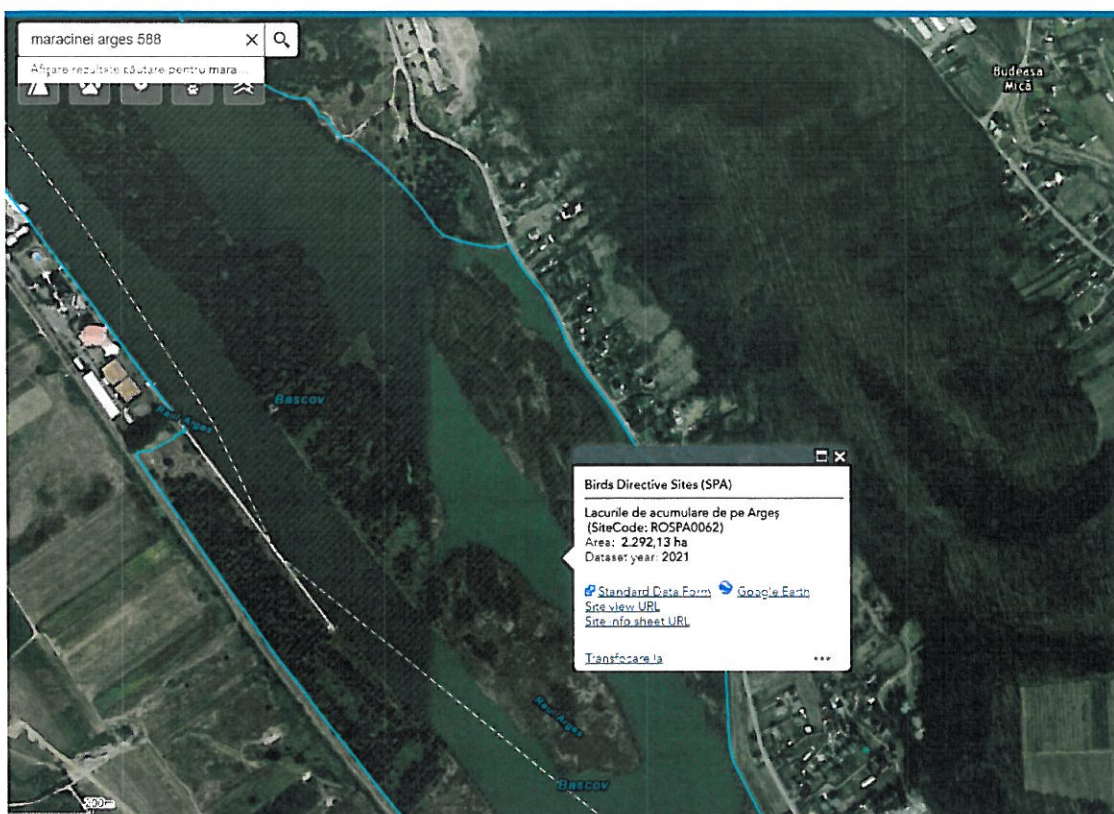 maracinei arges 588
Afișare rezultate căutare pentru mara...
Budeasa
Mică
Bascov
Raul Argeș
Birds Directive Sites (SPA)
Lacurile de acumulare de pe Argeș
(SiteCode: ROSPA0062)
Area: 2.292,13 ha
Dataset year: 2021
Standard Data Form Google Earth
Site view URL
Site info sheet URL
Transfocare la
Raul Argeș
Bascov
200m